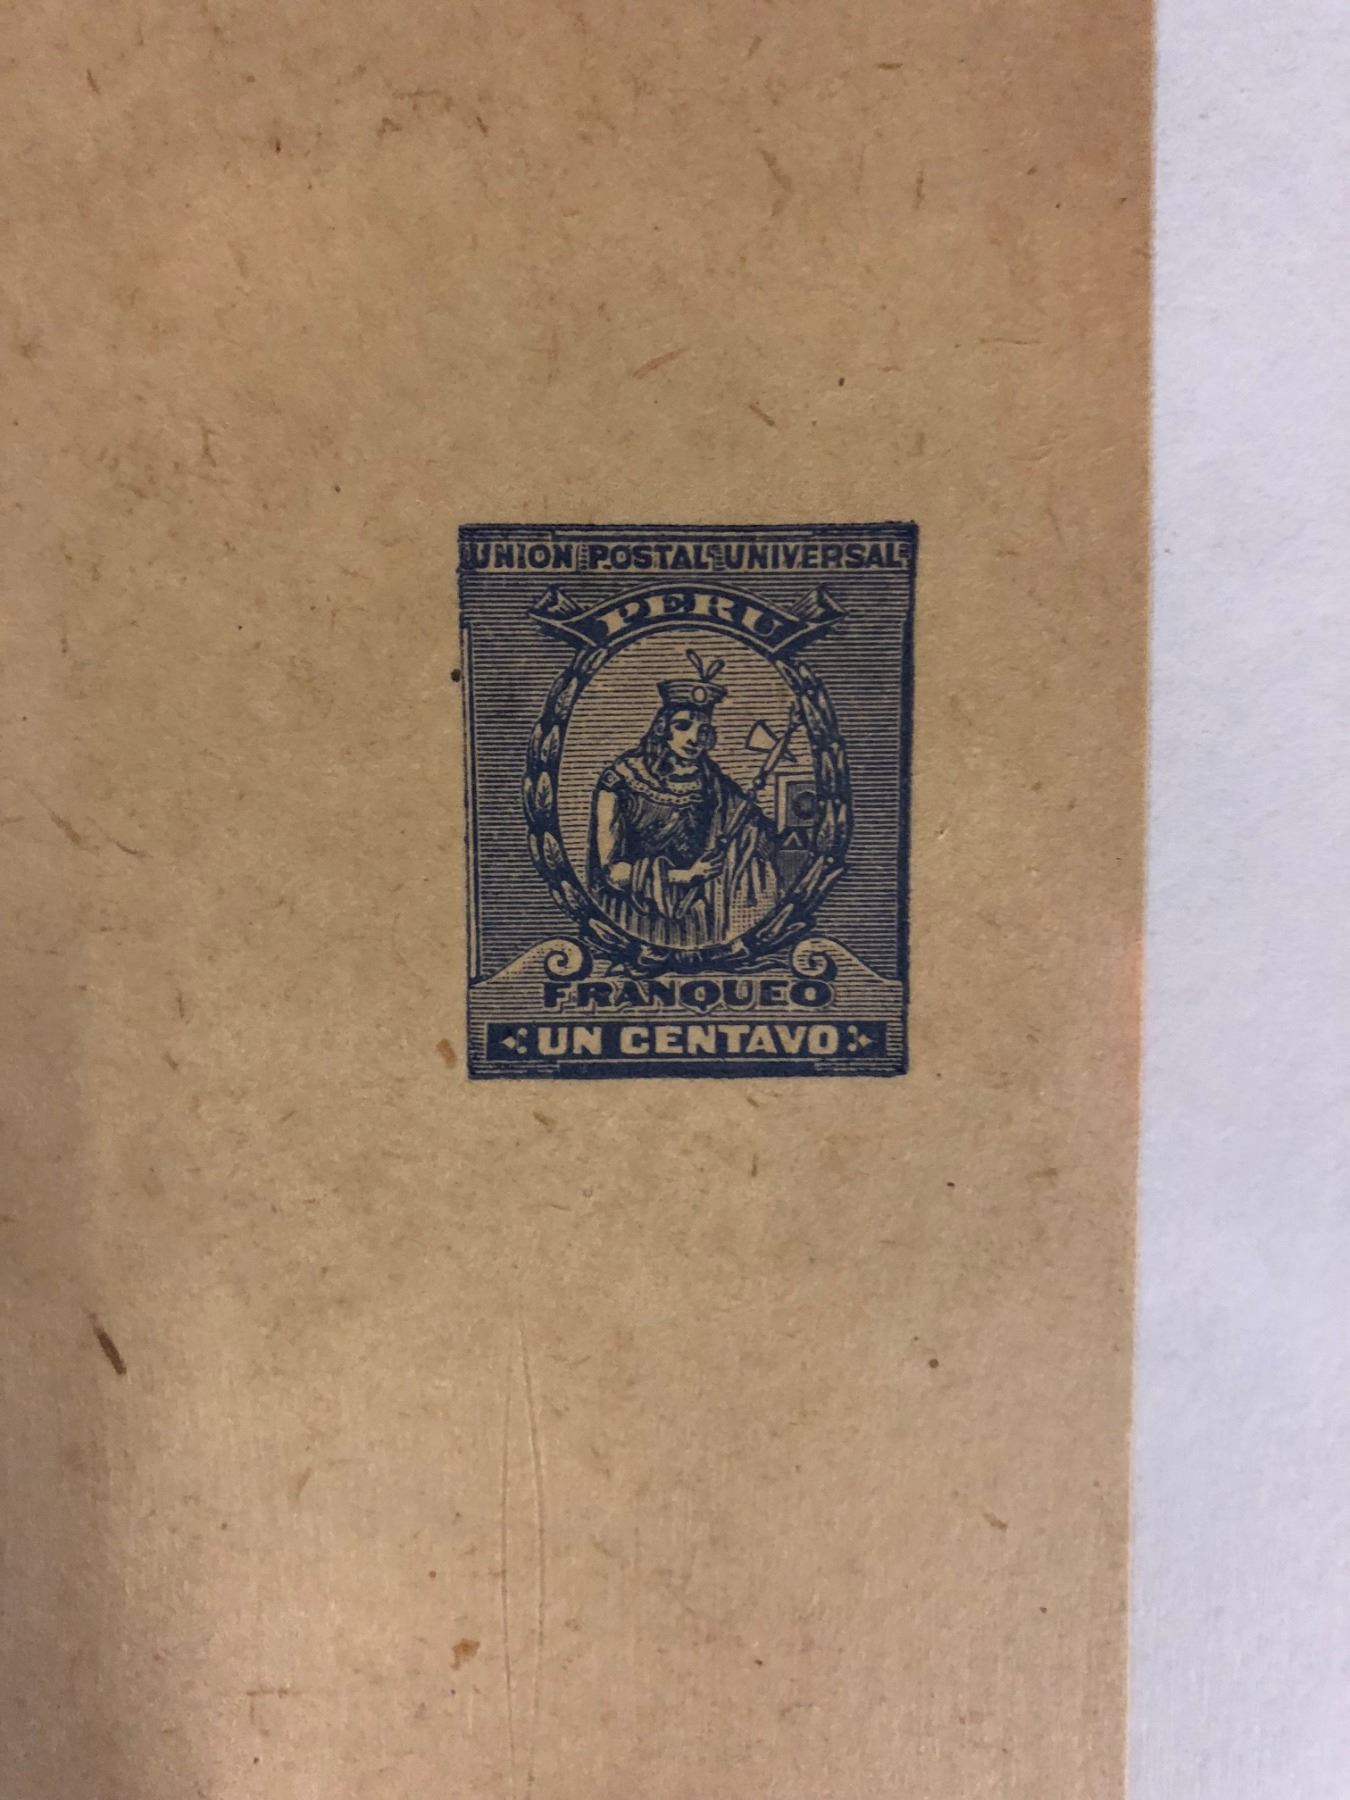 UNION POSTAL UNIVERSAL
PERU
FRANQUEO
UN CENTAVO